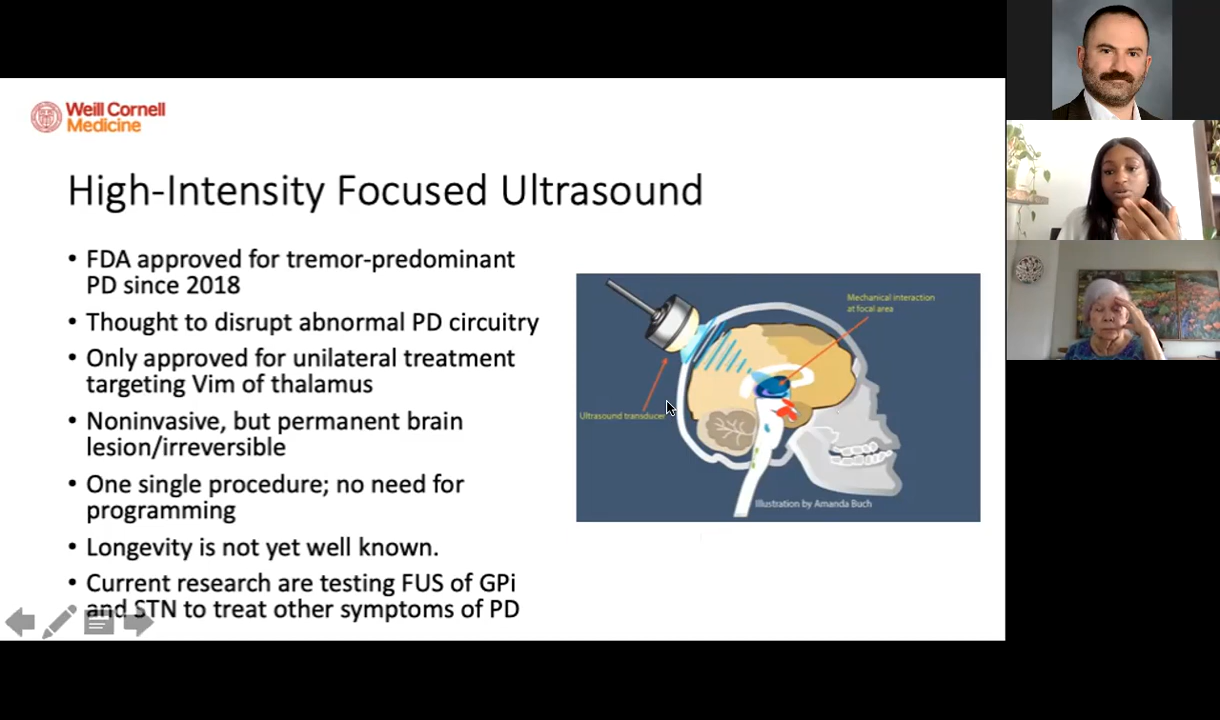 Weill Cornell
Medicine
High-Intensity Focused Ultrasound
• FDA approved for tremor-predominant
PD since 2018
• Thought to disrupt abnormal PD circuitry
• Only approved for unilateral treatment
targeting Vim of thalamus
• Noninvasive, but permanent brain
lesion/irreversible
• One single procedure; no need for
programming
• Longevity is not yet well known.
• Current research are testing FUS of GPi
and STN to treat other symptoms of PD
Mechanical interaction
at focal area
Ultrasound transducer
Illustration by Amanda Buch